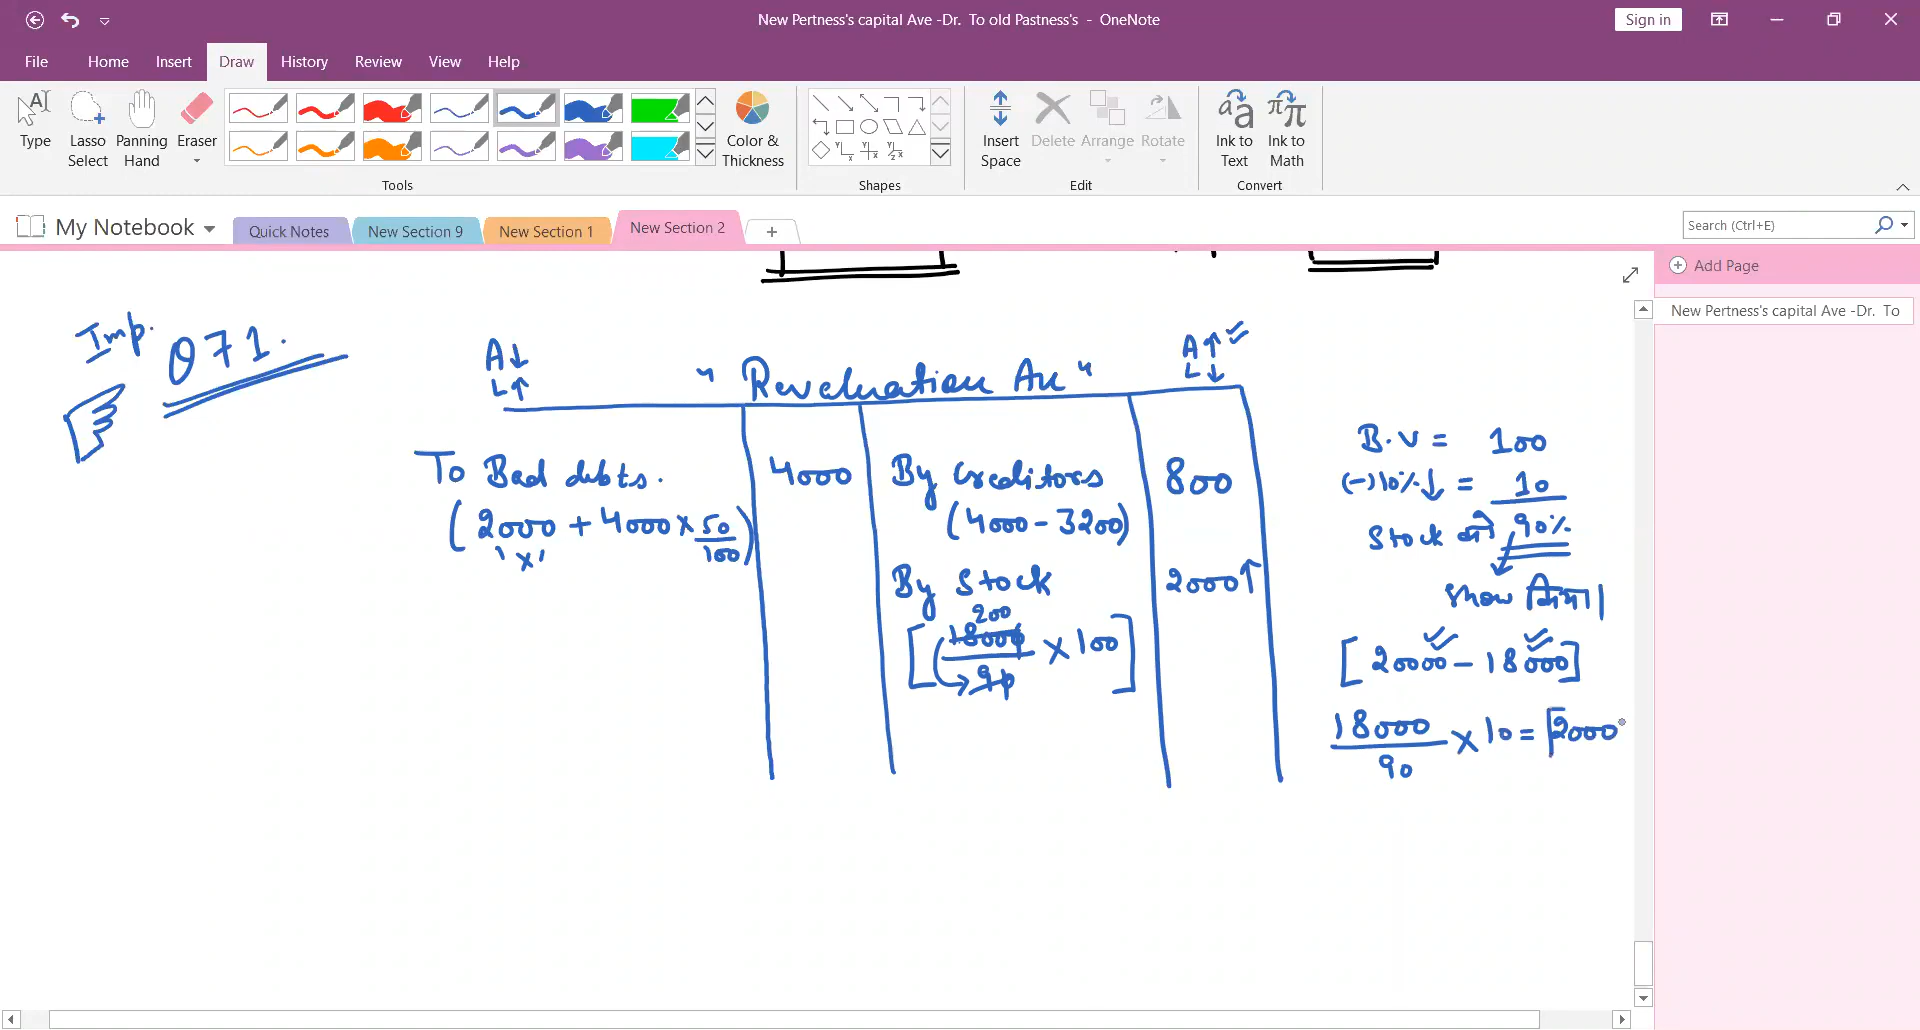 New Pertness's capital Ave -Dr. To old Pastness's - OneNote
Sign in
File Home Insert Draw History Review View Help
Type
Lasso Select
Panning Hand
Eraser
Color & Thickness
Insert Space
Delete
Arrange
Rotate
Ink to Text
Ink to Math
Tools
Shapes
Edit
Convert
My Notebook
Quick Notes
New Section 9
New Section 1
New Section 2
Search (Ctrl+E)
Add Page
New Pertness's capital Ave -Dr. To
Imp.
071.
A↓
L↑
" Revaluation A/c "
A↑ ✓
L↓
To Bad debts. 4000
(2000 + 4000 × 50/100)
'x'
By Creditors 800
(4000 - 3200)
By Stock 2000↑
200
[(18000/90 × 100]
B.V = 100
(-)10%↓ = 10
Stock का 90%
show
[20000 - 18000]
18000/90 × 10 = 2000